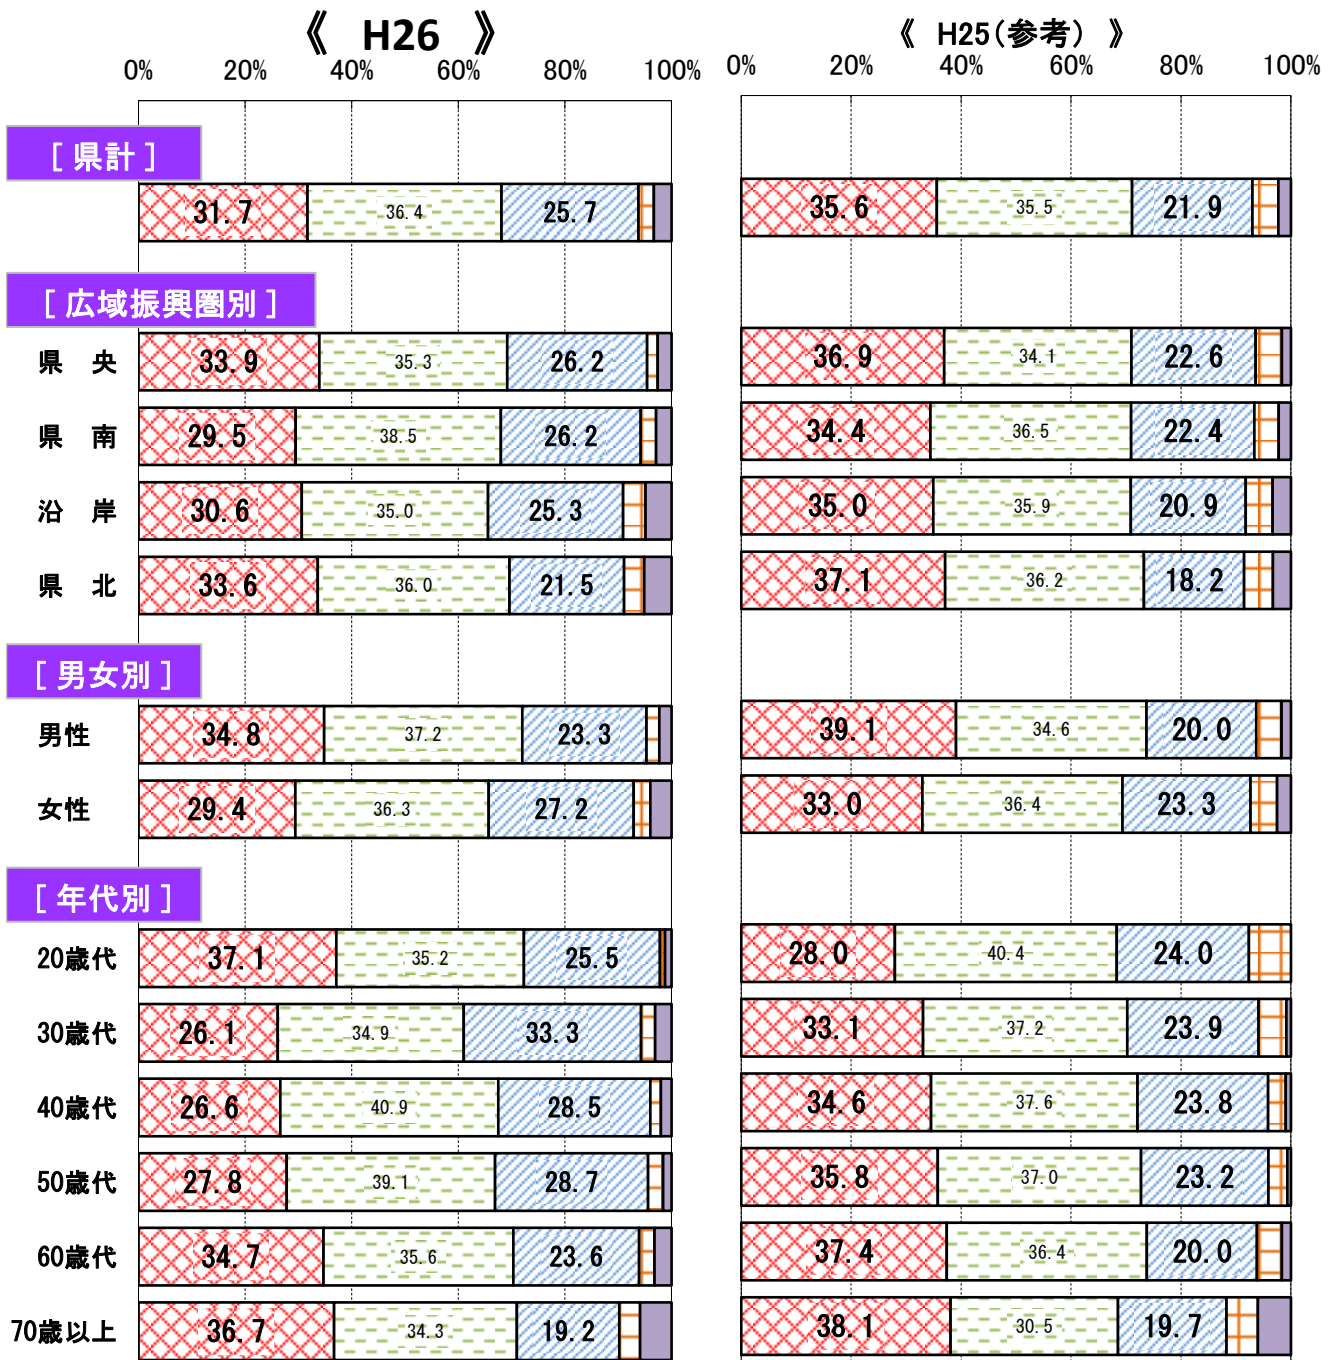 《 H26 》
《 H25(参考) 》
0% 20% 40% 60% 80% 100%
0% 20% 40% 60% 80% 100%
[ 県計 ]
31.7 36.4 25.7
35.6 35.5 21.9
[ 広域振興圏別 ]
県 央 33.9 35.3 26.2
36.9 34.1 22.6
県 南 29.5 38.5 26.2
34.4 36.5 22.4
沿 岸 30.6 35.0 25.3
35.0 35.9 20.9
県 北 33.6 36.0 21.5
37.1 36.2 18.2
[ 男女別 ]
男性 34.8 37.2 23.3
39.1 34.6 20.0
女性 29.4 36.3 27.2
33.0 36.4 23.3
[ 年代別 ]
20歳代 37.1 35.2 25.5
28.0 40.4 24.0
30歳代 26.1 34.9 33.3
33.1 37.2 23.9
40歳代 26.6 40.9 28.5
34.6 37.6 23.8
50歳代 27.8 39.1 28.7
35.8 37.0 23.2
60歳代 34.7 35.6 23.6
37.4 36.4 20.0
70歳以上 36.7 34.3 19.2
38.1 30.5 19.7